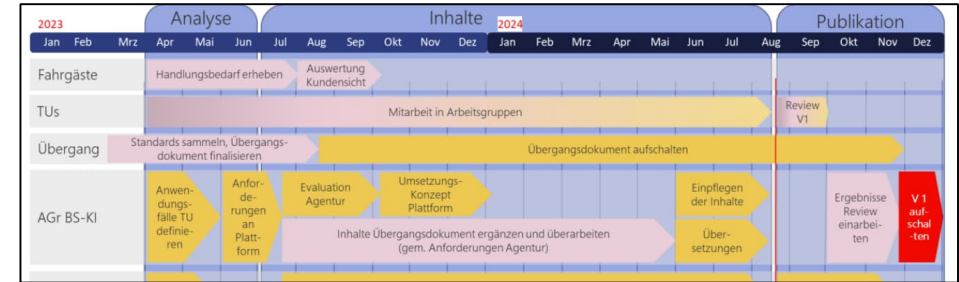 Analyse Inhalte Publikation
2023 2024
Jan Feb Mrz Apr Mai Jun Jul Aug Sep Okt Nov Dez Jan Feb Mrz Apr Mai Jun Jul Aug Sep Okt Nov Dez
Fahrgäste
Handlungsbedarf erheben
Auswertung
Kundensicht
TUs
Mitarbeit in Arbeitsgruppen
Review
V1
Übergang
Standards sammeln, Übergangs-
dokument finalisieren
Übergangsdokument aufschalten
AGr BS-KI
Anwen-
dungs-
fälle TU
definie-
ren
Anfor-
de-
rungen
an
Platt-
form
Evaluation
Agentur
Umsetzungs-
Konzept
Plattform
Inhalte Übergangsdokument ergänzen und überarbeiten
(gem. Anforderungen Agentur)
Einpflegen
der Inhalte
Über-
setzungen
Ergebnisse
Review
einarbei-
ten
V 1
auf-
schal
-ten